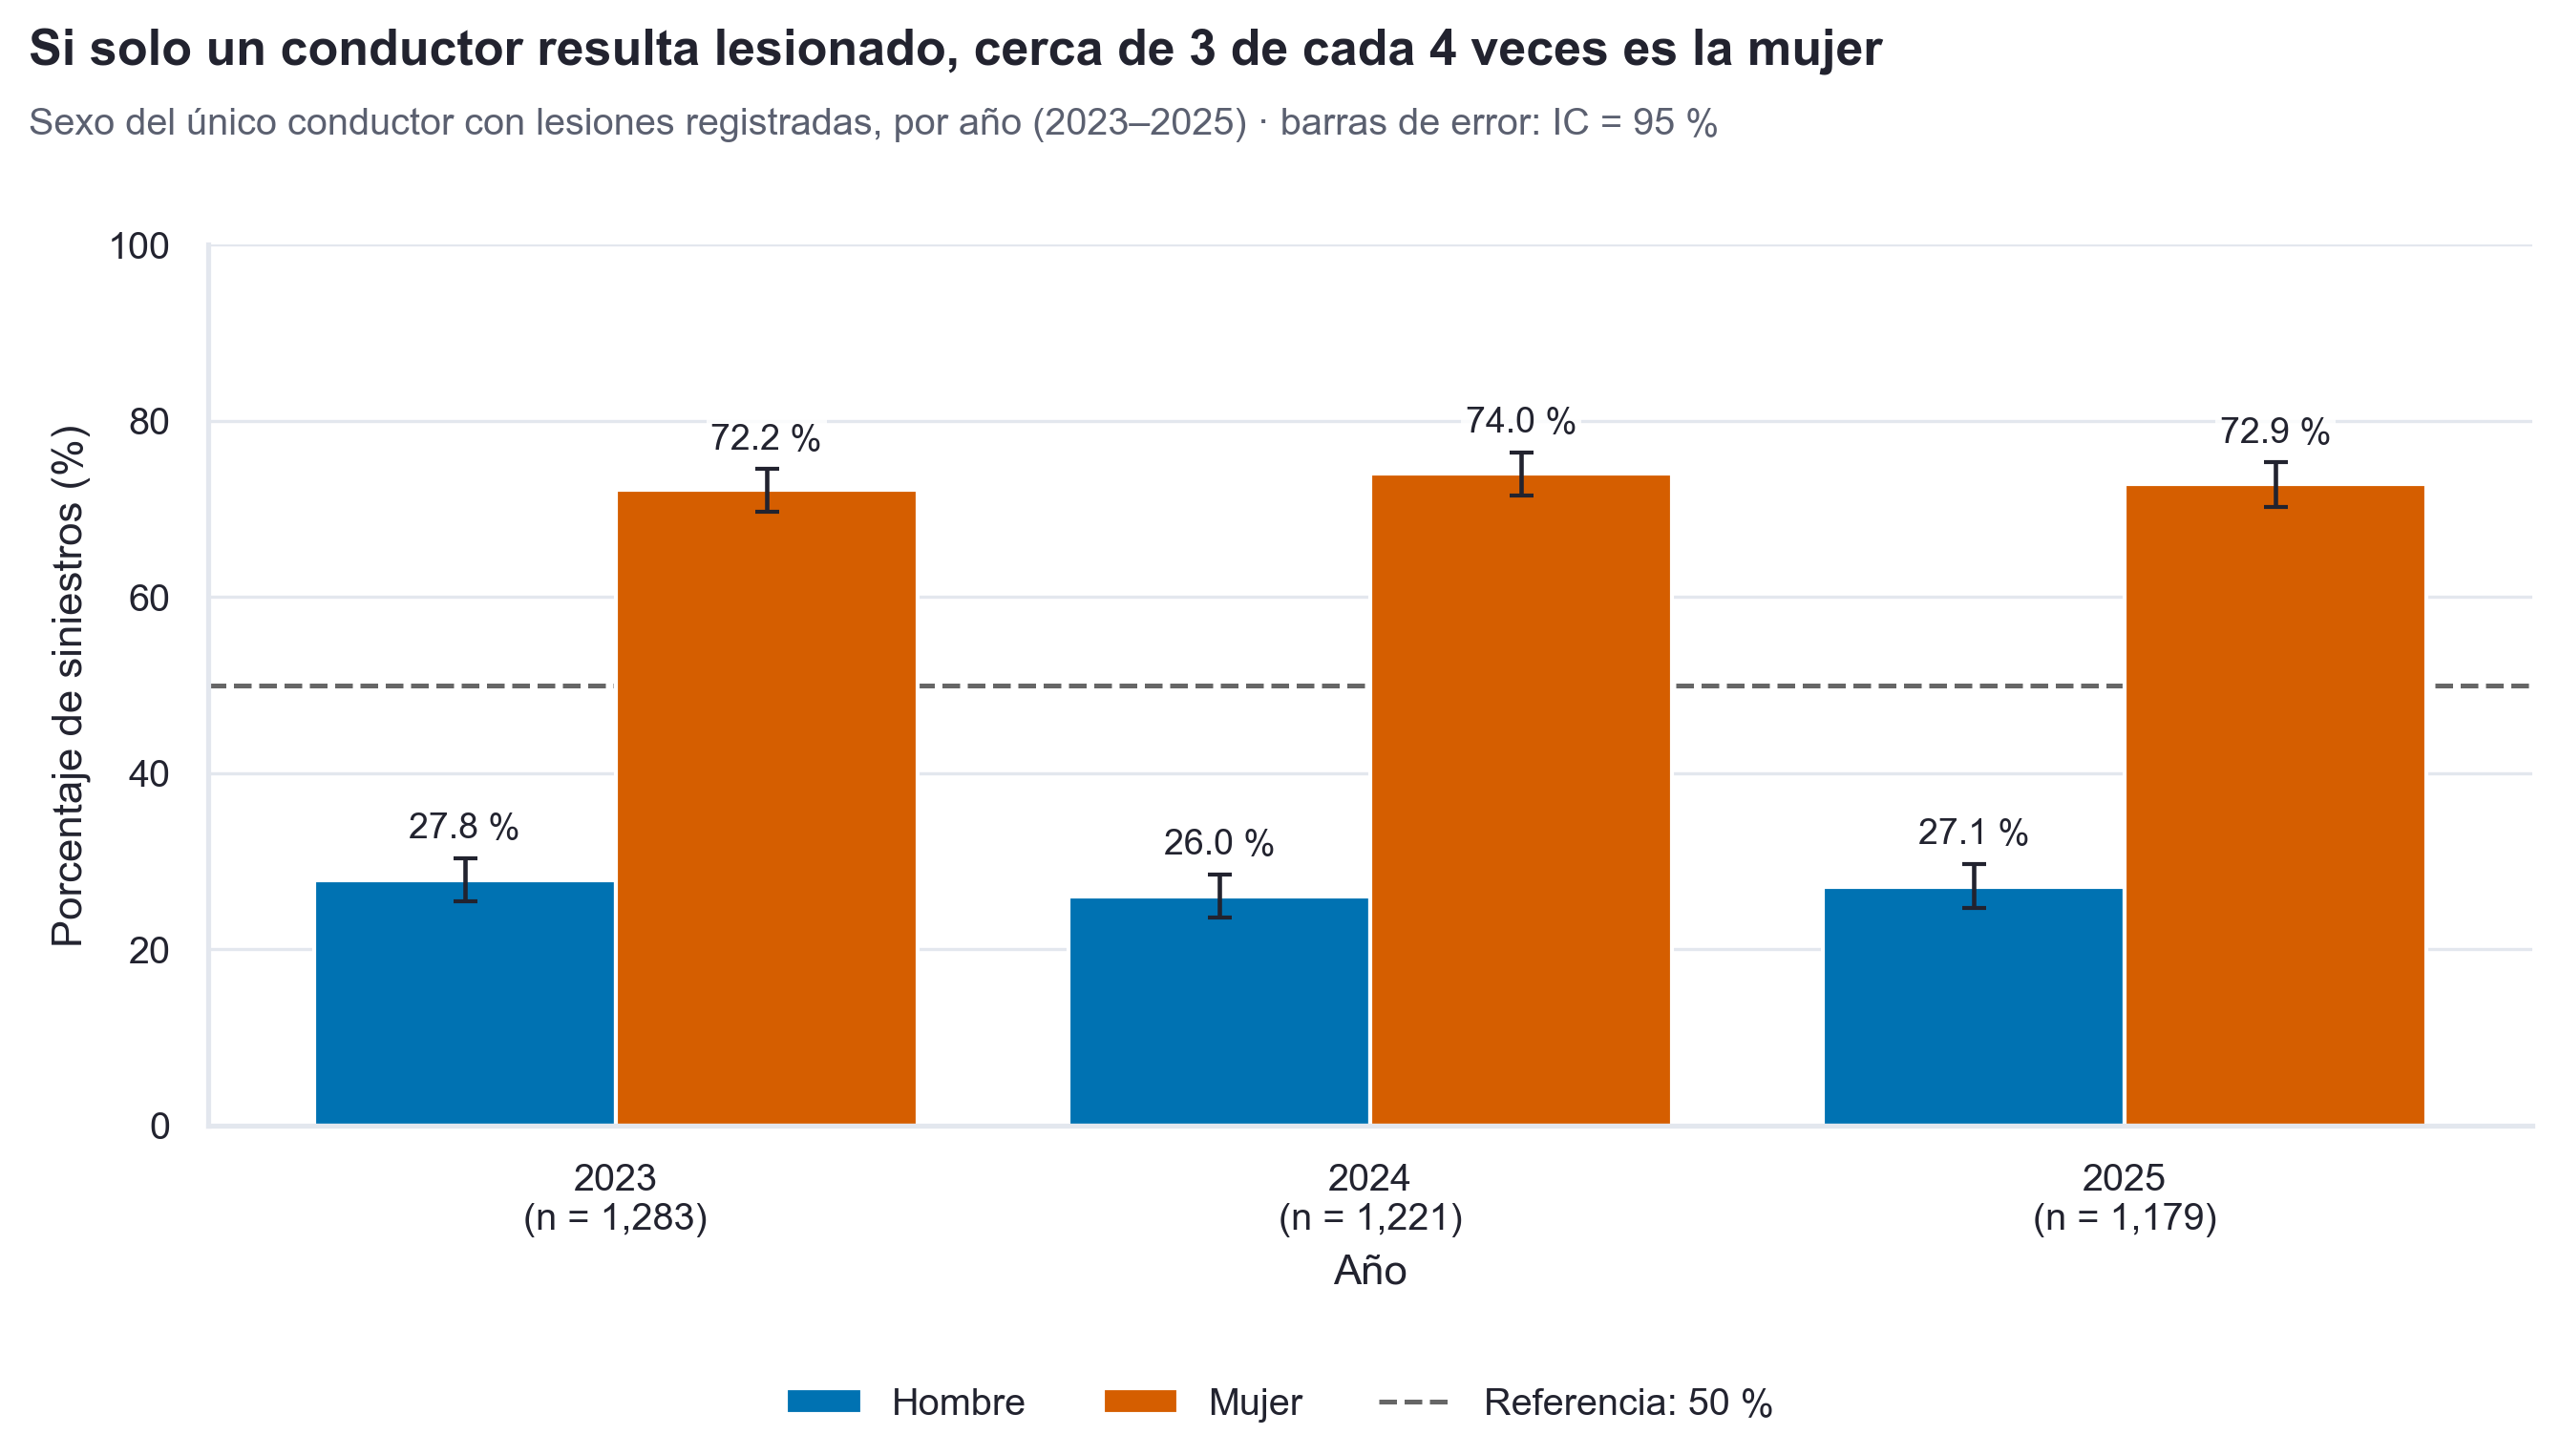 Si solo un conductor resulta lesionado, cerca de 3 de cada 4 veces es la mujer
Sexo del único conductor con lesiones registradas, por año (2023–2025) · barras de error: IC = 95 %
Porcentaje de siniestros (%)
100
80
60
40
20
0
27.8 %
72.2 %
26.0 %
74.0 %
27.1 %
72.9 %
2023
(n = 1,283)
2024
(n = 1,221)
2025
(n = 1,179)
Año
Hombre
Mujer
Referencia: 50 %